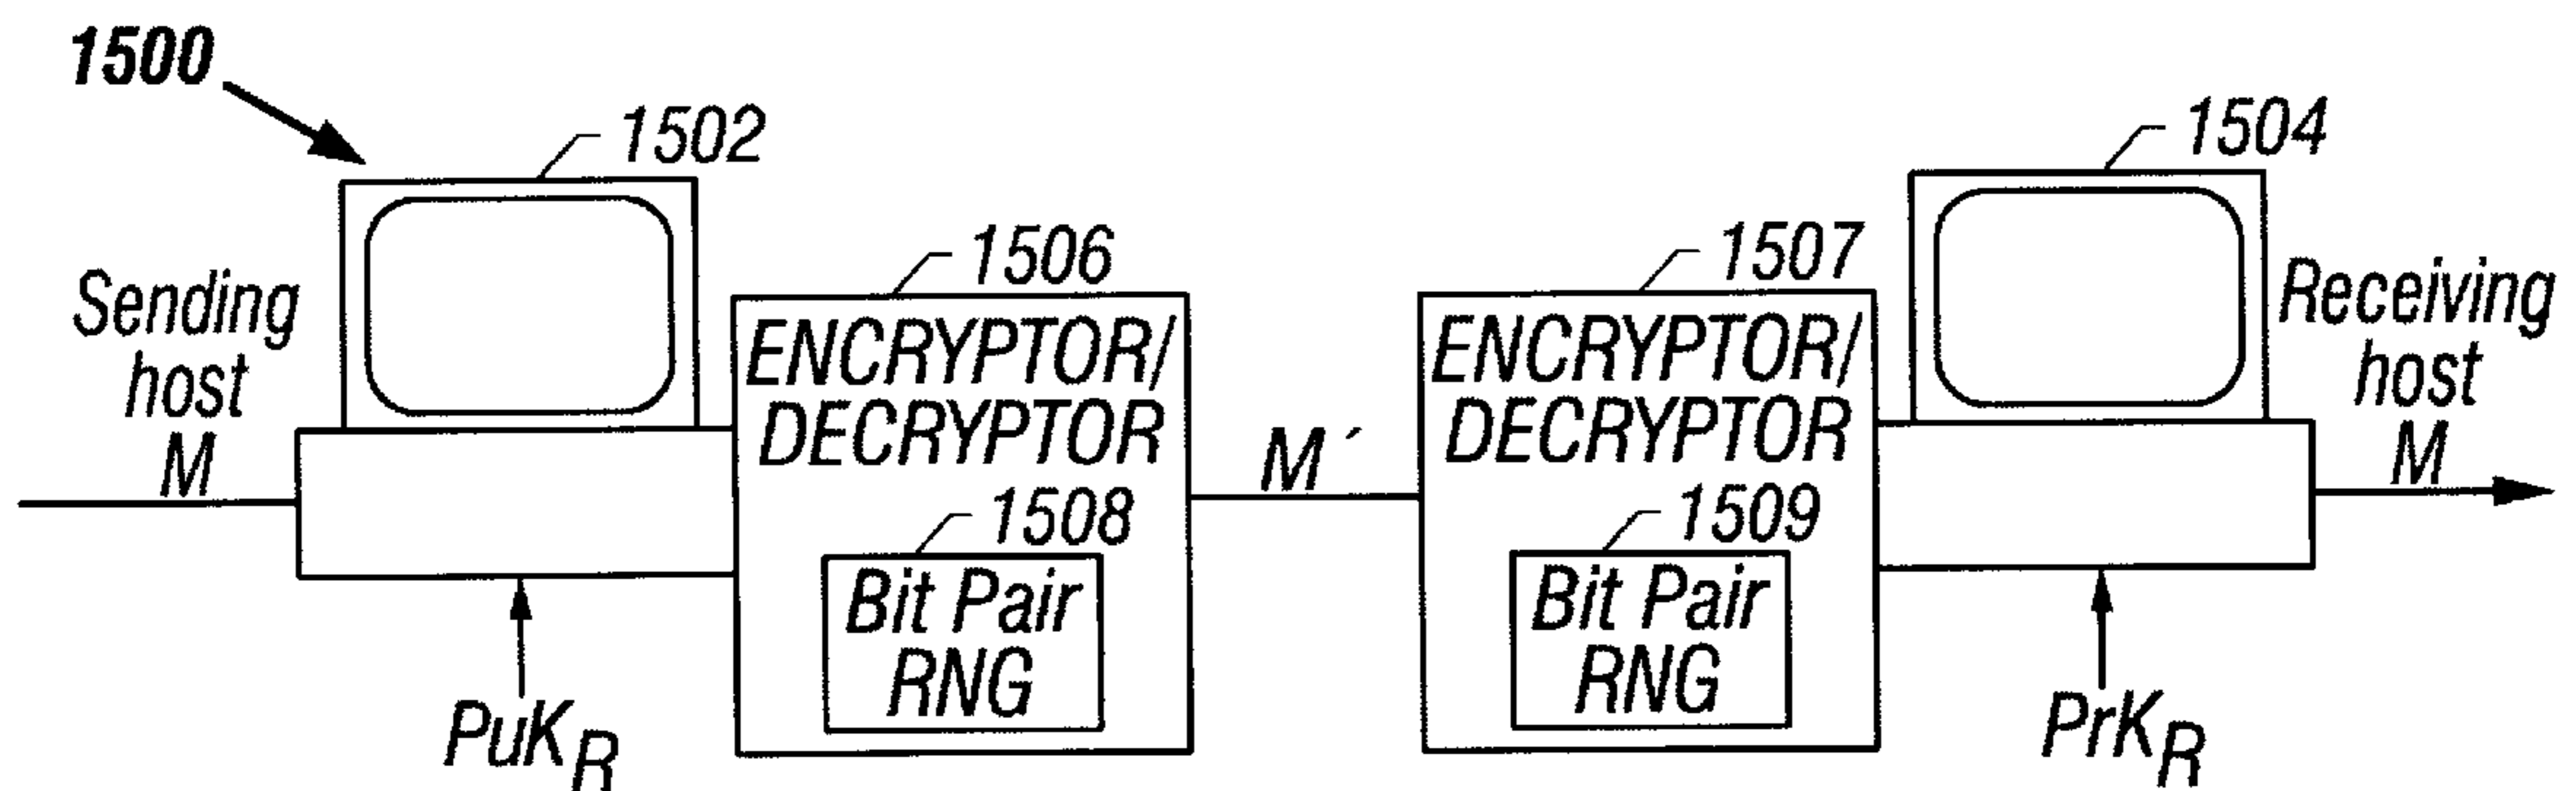 1500
1502
1504
1506
1507
Sending
host
M
ENCRYPTOR/
DECRYPTOR
1508
Bit Pair
RNG
M´
ENCRYPTOR/
DECRYPTOR
1509
Bit Pair
RNG
Receiving
host
M
PuK_R
PrK_R